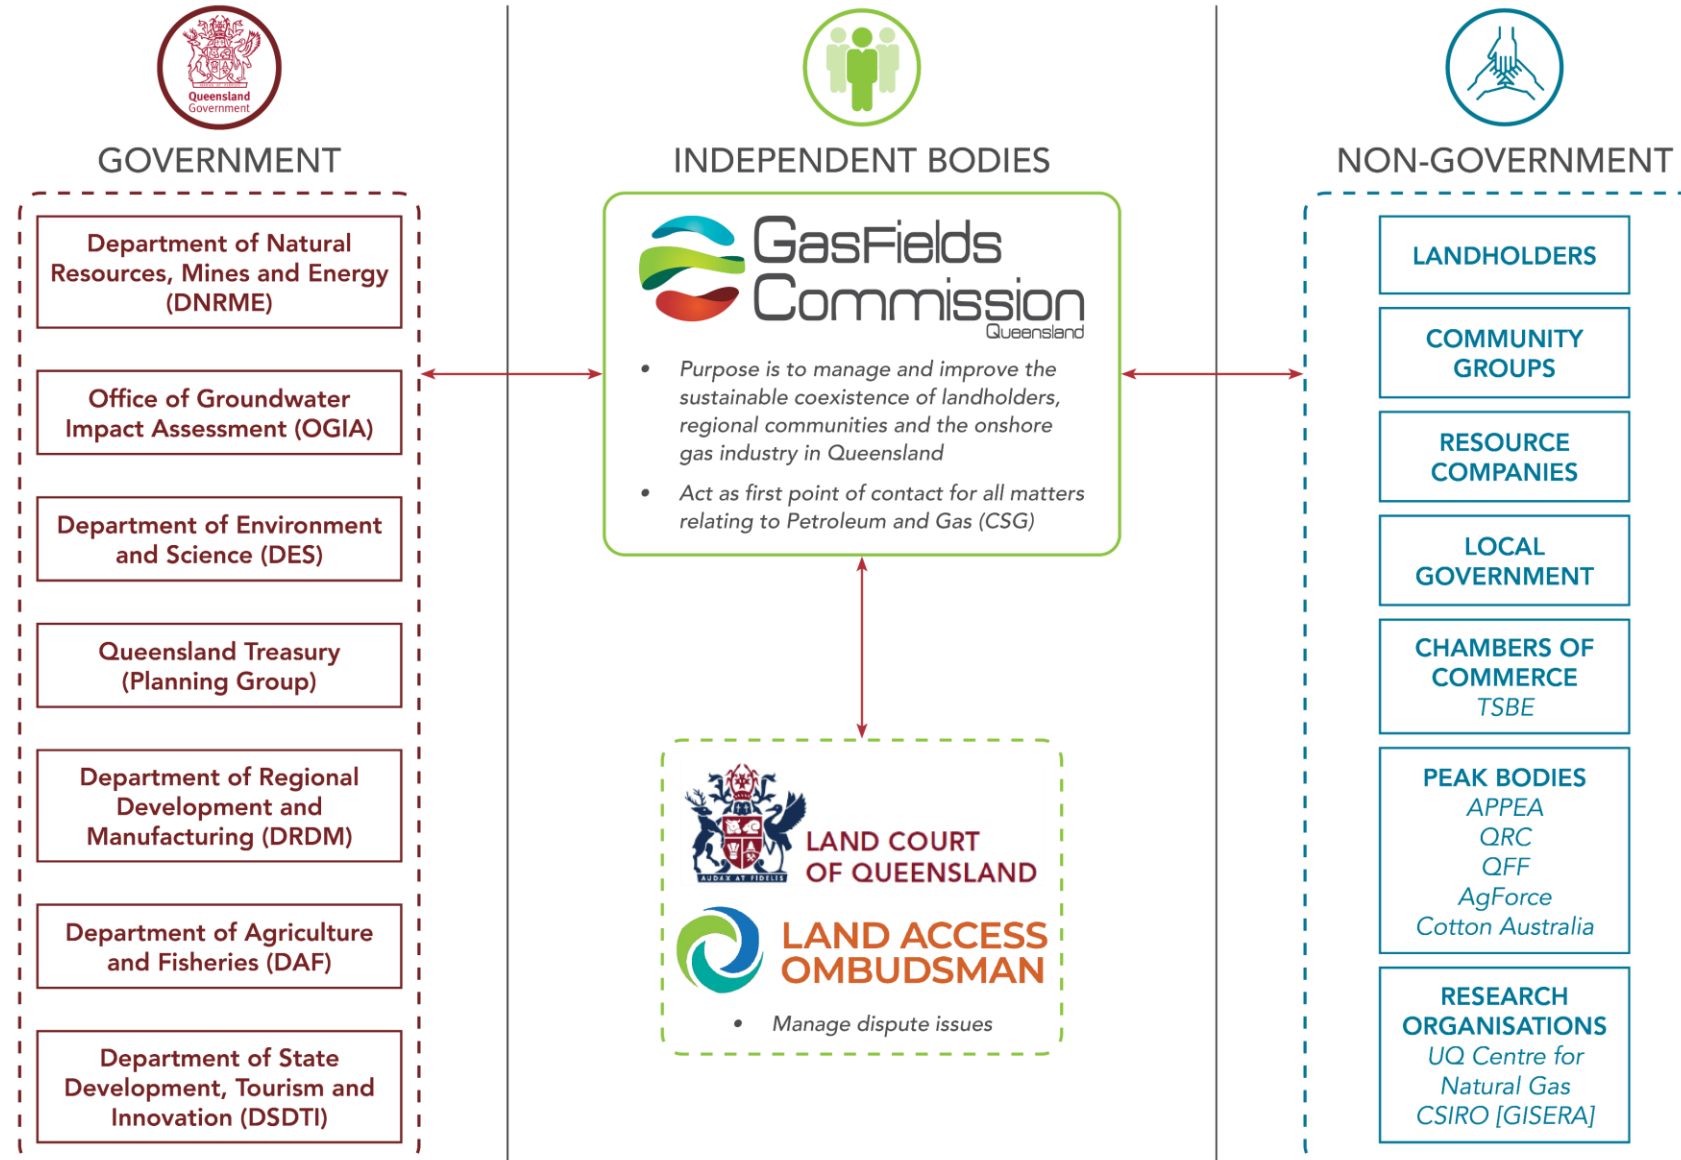 Queensland
Government
GOVERNMENT
Department of Natural
Resources, Mines and Energy
(DNRME)
Office of Groundwater
Impact Assessment (OGIA)
Department of Environment
and Science (DES)
Queensland Treasury
(Planning Group)
Department of Regional
Development and
Manufacturing (DRDM)
Department of Agriculture
and Fisheries (DAF)
Department of State
Development, Tourism and
Innovation (DSDTI)
INDEPENDENT BODIES
GasFields
Commission
Queensland
• Purpose is to manage and improve the
sustainable coexistence of landholders,
regional communities and the onshore
gas industry in Queensland
• Act as first point of contact for all matters
relating to Petroleum and Gas (CSG)
AUDAX AT FIDELIS
LAND COURT
OF QUEENSLAND
LAND ACCESS
OMBUDSMAN
• Manage dispute issues
NON-GOVERNMENT
LANDHOLDERS
COMMUNITY
GROUPS
RESOURCE
COMPANIES
LOCAL
GOVERNMENT
CHAMBERS OF
COMMERCE
TSBE
PEAK BODIES
APPEA
QRC
QFF
AgForce
Cotton Australia
RESEARCH
ORGANISATIONS
UQ Centre for
Natural Gas
CSIRO [GISERA]